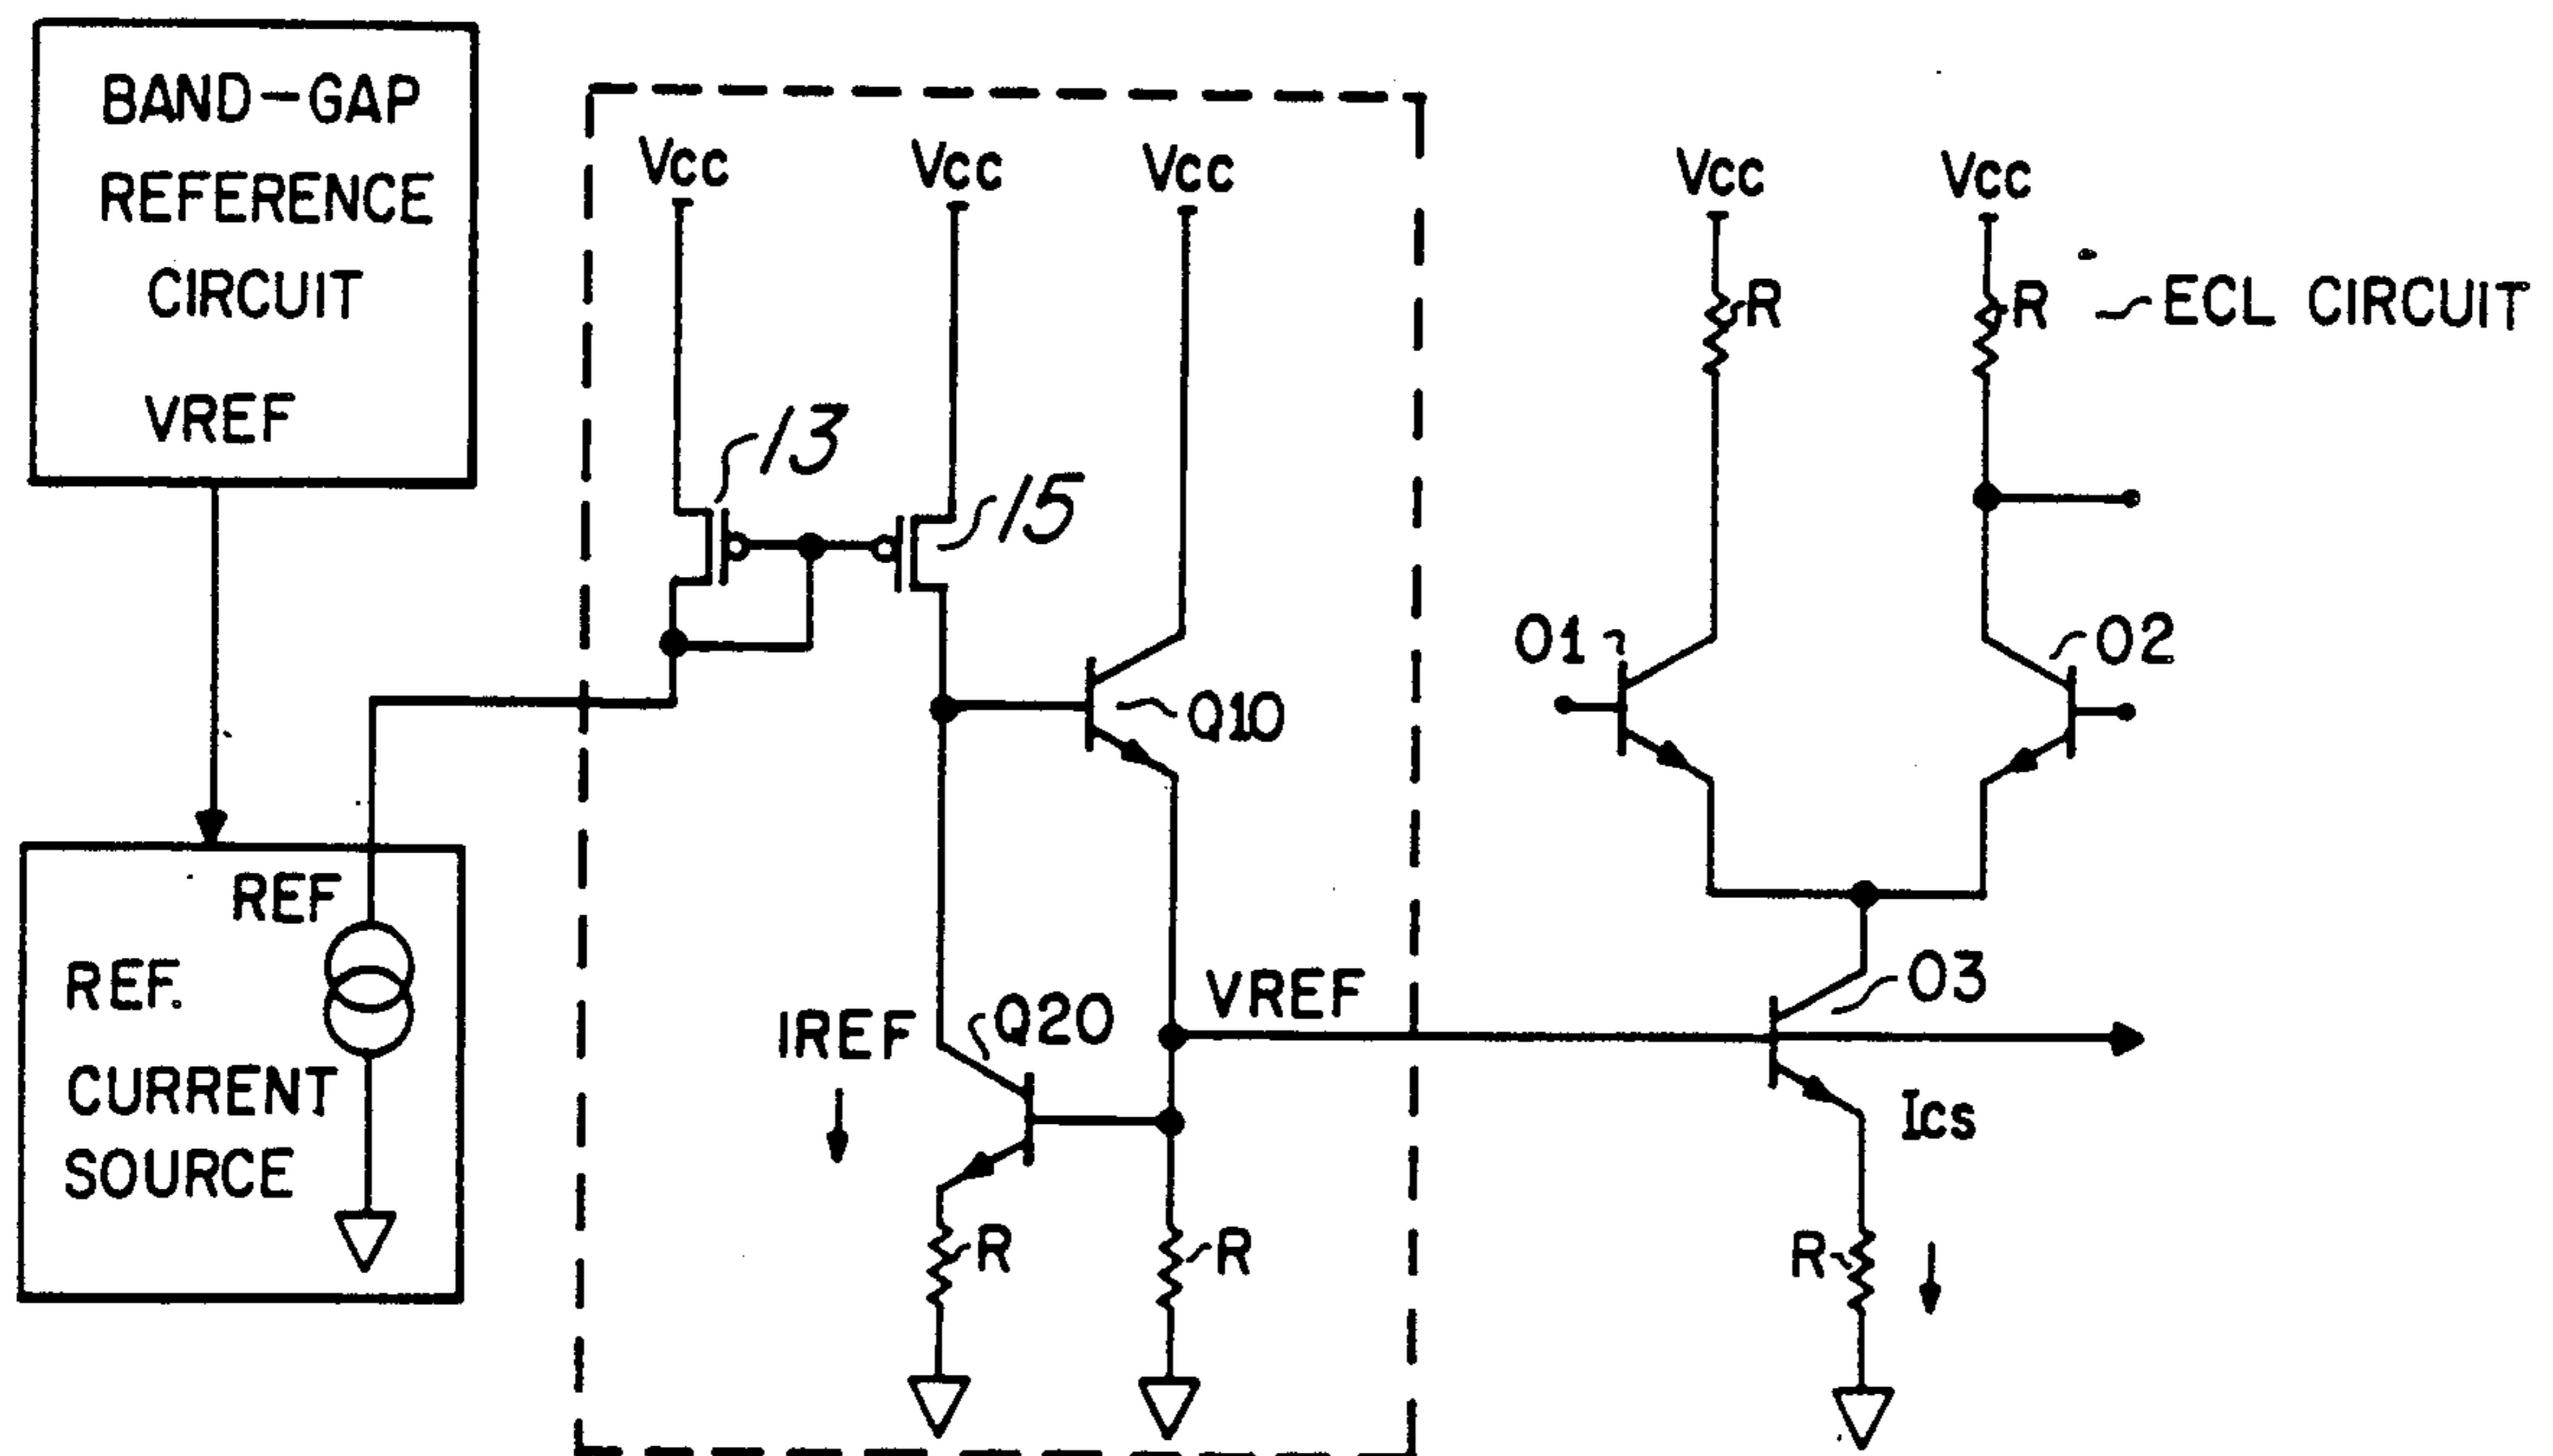 BAND-GAP
REFERENCE
CIRCUIT
VREF
REF
REF.
CURRENT
SOURCE
Vcc
Vcc
Vcc
13
15
Q10
IREF
Q20
VREF
R
R
Vcc
Vcc
R
R
ECL CIRCUIT
O1
O2
O3
Ics
R